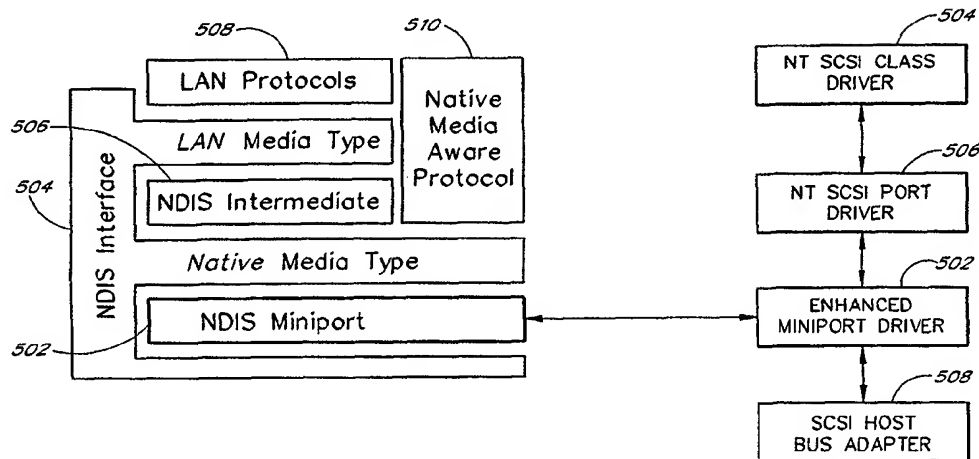 508
510
504
LAN Protocols
NT SCSI CLASS
DRIVER
506
LAN Media Type
Native
Media
Aware
Protocol
506
504
NDIS Interface
NDIS Intermediate
NT SCSI PORT
DRIVER
Native Media Type
502
502
NDIS Miniport
ENHANCED
MINIPORT DRIVER
508
SCSI HOST
BUS ADAPTER